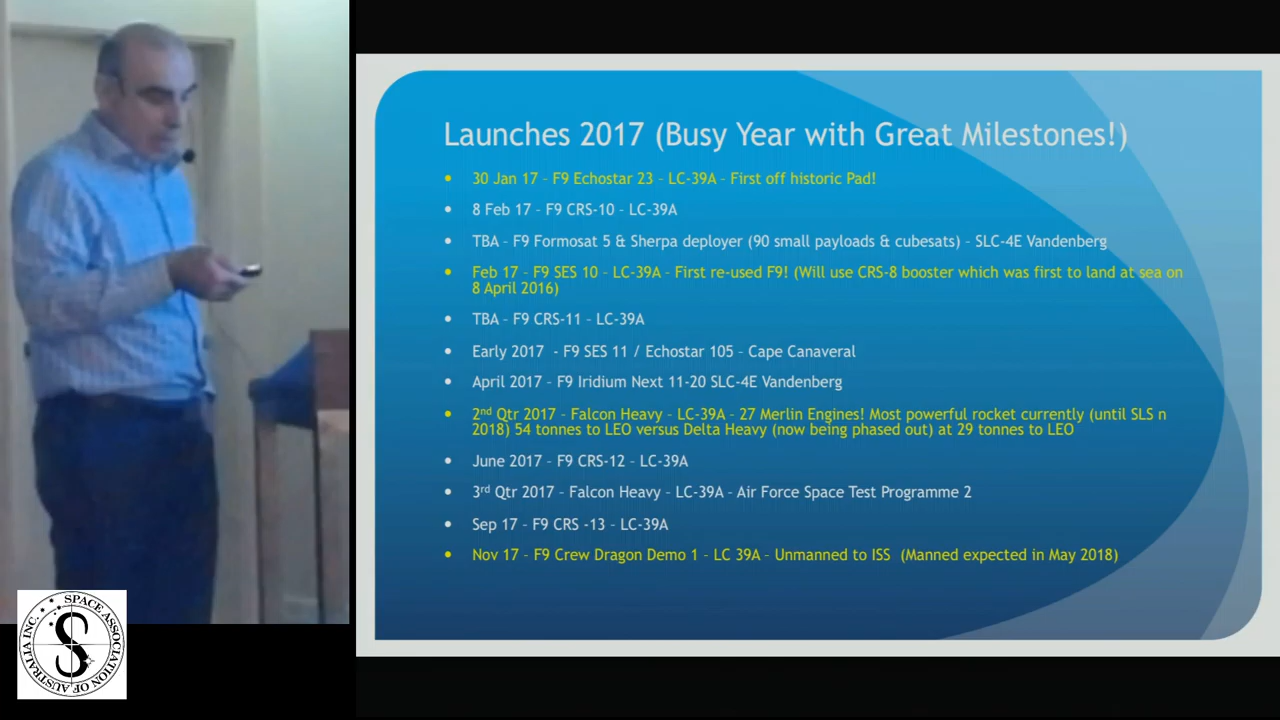 Launches 2017 (Busy Year with Great Milestones!)
• 30 Jan 17 – F9 Echostar 23 – LC-39A – First off historic Pad!
• 8 Feb 17 – F9 CRS-10 – LC-39A
• TBA – F9 Formosat 5 & Sherpa deployer (90 small payloads & cubesats) – SLC-4E Vandenberg
• Feb 17 – F9 SES 10 – LC-39A – First re-used F9! (Will use CRS-8 booster which was first to land at sea on
8 April 2016)
• TBA – F9 CRS-11 – LC-39A
• Early 2017 - F9 SES 11 / Echostar 105 – Cape Canaveral
• April 2017 – F9 Iridium Next 11-20 SLC-4E Vandenberg
• 2nd Qtr 2017 – Falcon Heavy – LC-39A - 27 Merlin Engines! Most powerful rocket currently (until SLS n
2018) 54 tonnes to LEO versus Delta Heavy (now being phased out) at 29 tonnes to LEO
• June 2017 – F9 CRS-12 – LC-39A
• 3rd Qtr 2017 – Falcon Heavy – LC-39A - Air Force Space Test Programme 2
• Sep 17 – F9 CRS -13 – LC-39A
• Nov 17 – F9 Crew Dragon Demo 1 – LC 39A – Unmanned to ISS (Manned expected in May 2018)
SPACE ASSOCIATION OF AUSTRALIA INC.
S